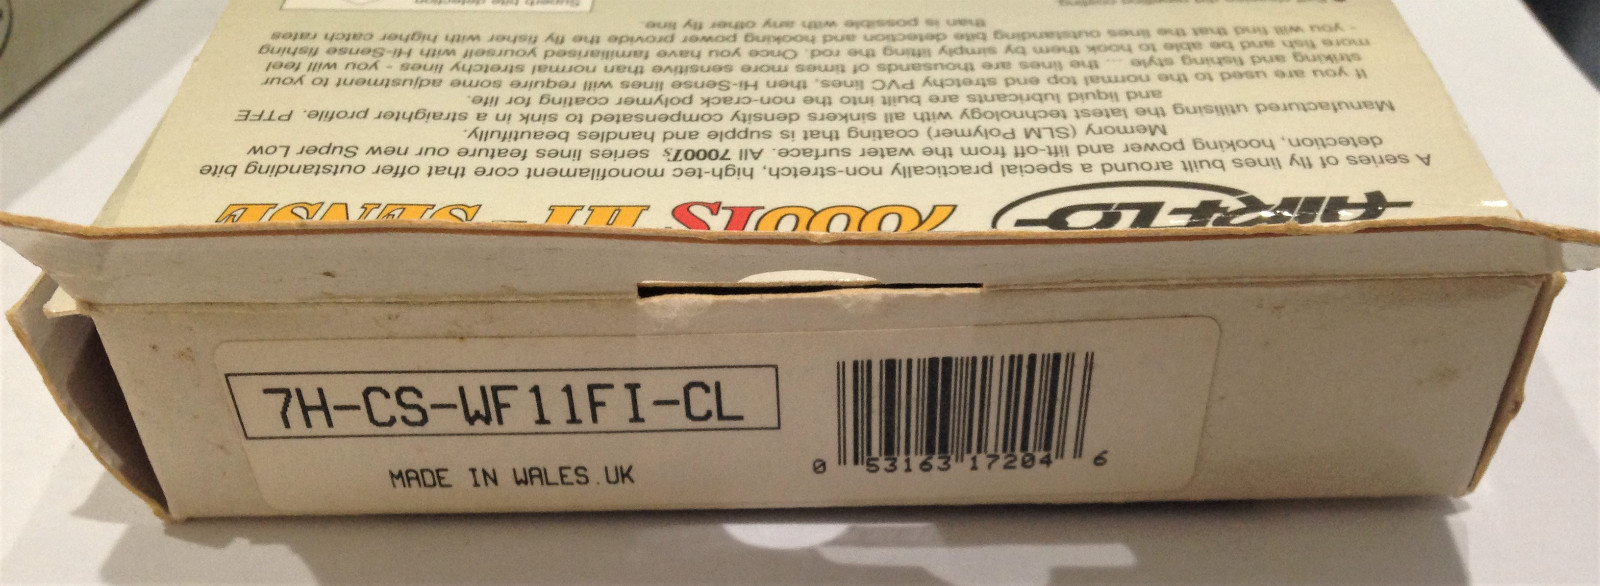 AIRFLO 7000TS HI - SENSE
A series of fly lines built around a special practically non-stretch, high-tec monofilament core that offer outstanding bite
detection, hooking power and lift-off from the water surface. All 7000Ts series lines feature our new Super Low
Memory (SLM Polymer) coating that is supple and handles beautifully.
Manufactured utilising the latest technology with all sinkers density compensated to sink in a straighter profile. PTFE
and liquid lubricants are built into the non-crack polymer coating for life.
If you are used to the normal top end stretchy PVC lines, then Hi-Sense lines will require some adjustment to your
striking and fishing style ... the lines are thousands of times more sensitive than normal stretchy lines - you will feel
more fish and be able to hook them by simply lifting the rod. Once you have familiarised yourself with Hi-Sense fishing
- you will find that the lines outstanding bite detection and hooking power provide the fly fisher with higher catch rates
than is possible with any other fly line.
Superb bite detection
7H-CS-WF11FI-CL
MADE IN WALES.UK
0 53163 17204 6